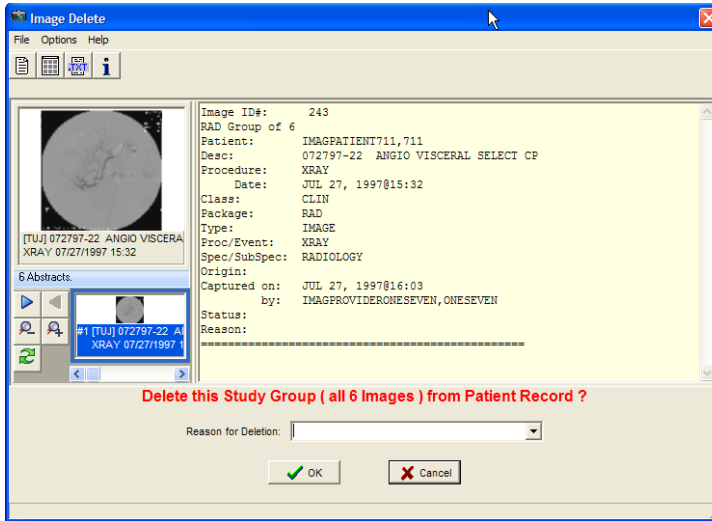 Image Delete
File Options Help
.TXT
[TUJ] 072797-22 ANGIO VISCERA
XRAY 07/27/1997 15:32
6 Abstracts.
#1 [TUJ] 072797-22 A
XRAY 07/27/1997 1
Image ID#: 243
RAD Group of 6
Patient: IMAGPATIENT711,711
Desc: 072797-22 ANGIO VISCERAL SELECT CP
Procedure: XRAY
Date: JUL 27, 1997@15:32
Class: CLIN
Package: RAD
Type: IMAGE
Proc/Event: XRAY
Spec/SubSpec: RADIOLOGY
Origin:
Captured on: JUL 27, 1997@16:03
by: IMAGPROVIDERONESEVEN,ONESEVEN
Status:
Reason:
================================================
Delete this Study Group ( all 6 Images ) from Patient Record ?
Reason for Deletion:
OK Cancel